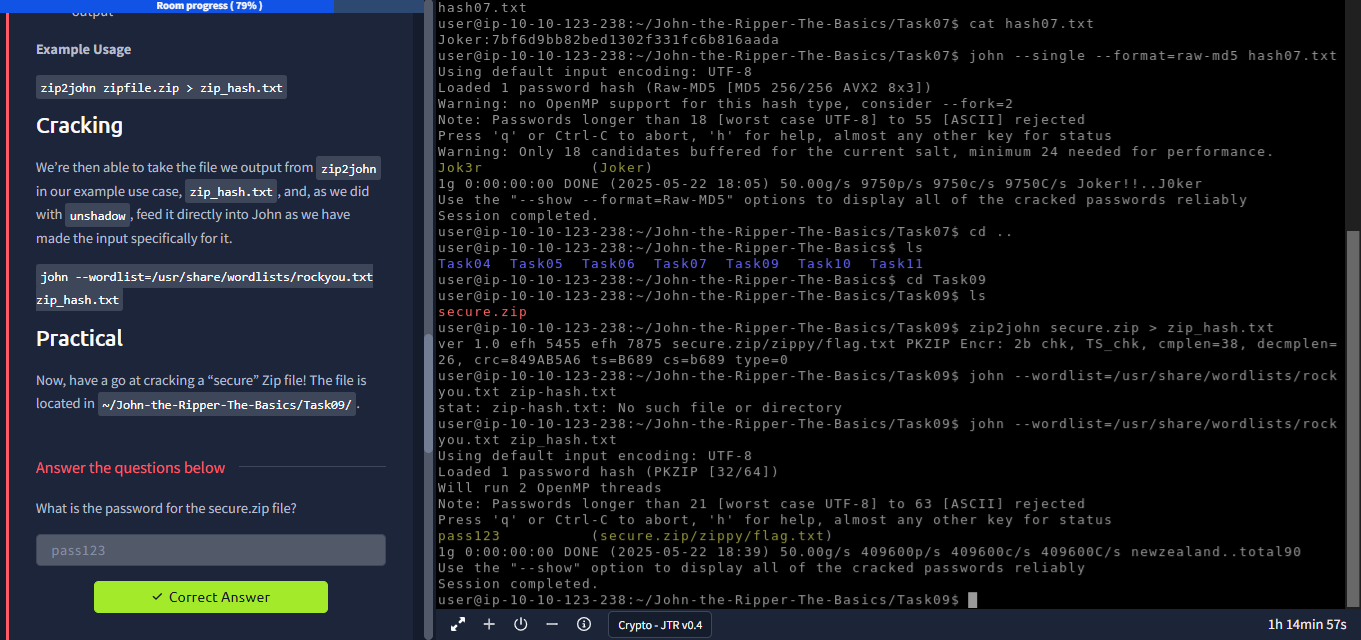 Room progress ( 79% )
output
Example Usage
zip2john zipfile.zip > zip_hash.txt
Cracking
We’re then able to take the file we output from zip2john
in our example use case, zip_hash.txt, and, as we did
with unshadow, feed it directly into John as we have
made the input specifically for it.
john --wordlist=/usr/share/wordlists/rockyou.txt
zip_hash.txt
Practical
Now, have a go at cracking a “secure” Zip file! The file is
located in ~/John-the-Ripper-The-Basics/Task09/.
Answer the questions below
What is the password for the secure.zip file?
pass123
✓ Correct Answer
hash07.txt
user@ip-10-10-123-238:~/John-the-Ripper-The-Basics/Task07$ cat hash07.txt
Joker:7bf6d9bb82bed1302f331fc6b816aada
user@ip-10-10-123-238:~/John-the-Ripper-The-Basics/Task07$ john --single --format=raw-md5 hash07.txt
Using default input encoding: UTF-8
Loaded 1 password hash (Raw-MD5 [MD5 256/256 AVX2 8x3])
Warning: no OpenMP support for this hash type, consider --fork=2
Note: Passwords longer than 18 [worst case UTF-8] to 55 [ASCII] rejected
Press 'q' or Ctrl-C to abort, 'h' for help, almost any other key for status
Warning: Only 18 candidates buffered for the current salt, minimum 24 needed for performance.
Jok3r            (Joker)
1g 0:00:00:00 DONE (2025-05-22 18:05) 50.00g/s 9750p/s 9750c/s 9750C/s Joker!!..J0ker
Use the "--show --format=Raw-MD5" options to display all of the cracked passwords reliably
Session completed.
user@ip-10-10-123-238:~/John-the-Ripper-The-Basics/Task07$ cd ..
user@ip-10-10-123-238:~/John-the-Ripper-The-Basics$ ls
Task04  Task05  Task06  Task07  Task09  Task10  Task11
user@ip-10-10-123-238:~/John-the-Ripper-The-Basics$ cd Task09
user@ip-10-10-123-238:~/John-the-Ripper-The-Basics/Task09$ ls
secure.zip
user@ip-10-10-123-238:~/John-the-Ripper-The-Basics/Task09$ zip2john secure.zip > zip_hash.txt
ver 1.0 efh 5455 efh 7875 secure.zip/zippy/flag.txt PKZIP Encr: 2b chk, TS_chk, cmplen=38, decmplen=
26, crc=849AB5A6 ts=B689 cs=b689 type=0
user@ip-10-10-123-238:~/John-the-Ripper-The-Basics/Task09$ john --wordlist=/usr/share/wordlists/rock
you.txt zip-hash.txt
stat: zip-hash.txt: No such file or directory
user@ip-10-10-123-238:~/John-the-Ripper-The-Basics/Task09$ john --wordlist=/usr/share/wordlists/rock
you.txt zip_hash.txt
Using default input encoding: UTF-8
Loaded 1 password hash (PKZIP [32/64])
Will run 2 OpenMP threads
Note: Passwords longer than 21 [worst case UTF-8] to 63 [ASCII] rejected
Press 'q' or Ctrl-C to abort, 'h' for help, almost any other key for status
pass123          (secure.zip/zippy/flag.txt)
1g 0:00:00:00 DONE (2025-05-22 18:39) 50.00g/s 409600p/s 409600c/s 409600C/s newzealand..total90
Use the "--show" option to display all of the cracked passwords reliably
Session completed.
user@ip-10-10-123-238:~/John-the-Ripper-The-Basics/Task09$
Crypto - JTR v0.4
1h 14min 57s